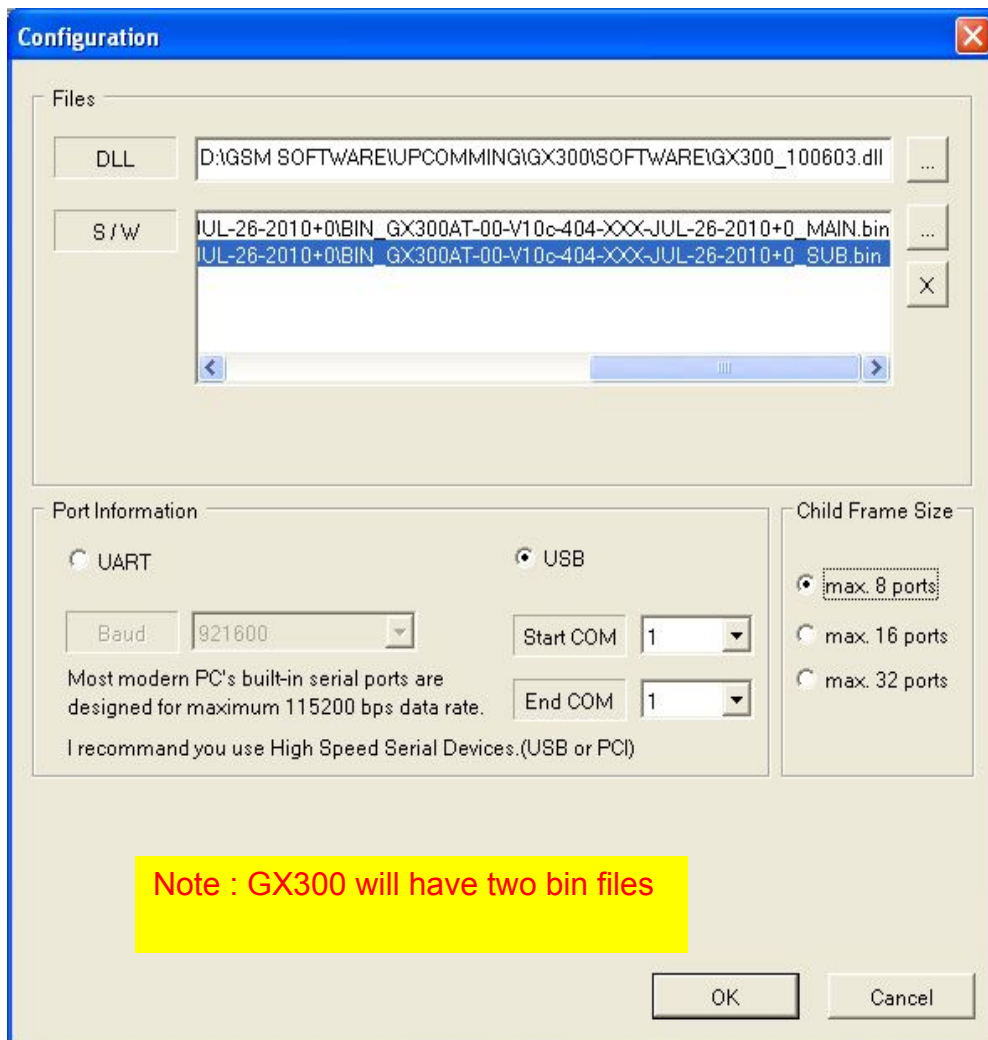 Configuration
Files
DLL
D:\GSM SOFTWARE\UPCOMMING\GX300\SOFTWARE\GX300_100603.dll
...
S/W
IUL-26-2010+0\BIN_GX300AT-00-V10c-404-XXX-JUL-26-2010+0_MAIN.bin
IUL-26-2010+0\BIN_GX300AT-00-V10c-404-XXX-JUL-26-2010+0_SUB.bin
...
X
Port Information
UART
USB
Baud
921600
Start COM
1
Most modern PC's built-in serial ports are
designed for maximum 115200 bps data rate.
End COM
1
I recommand you use High Speed Serial Devices.(USB or PCI)
Child Frame Size
max. 8 ports
max. 16 ports
max. 32 ports
Note : GX300 will have two bin files
OK
Cancel